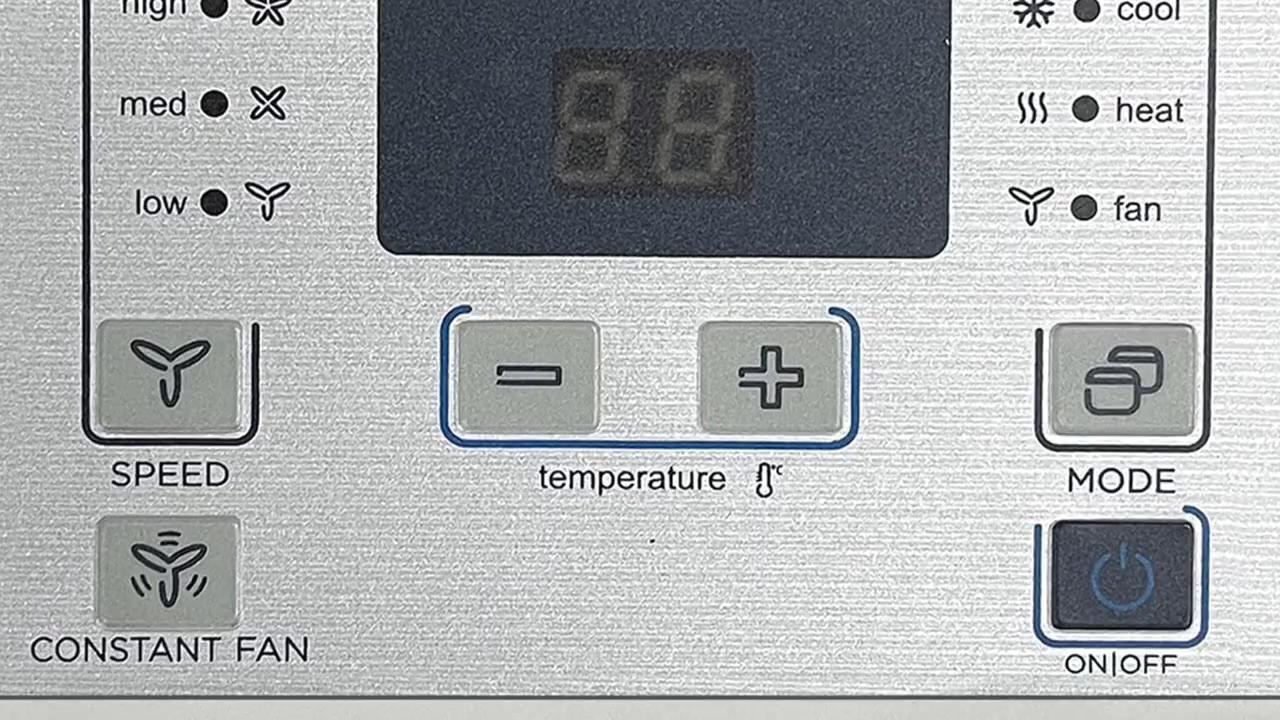 high
cool
med
heat
low
fan
SPEED
temperature °C
MODE
CONSTANT FAN
ON|OFF